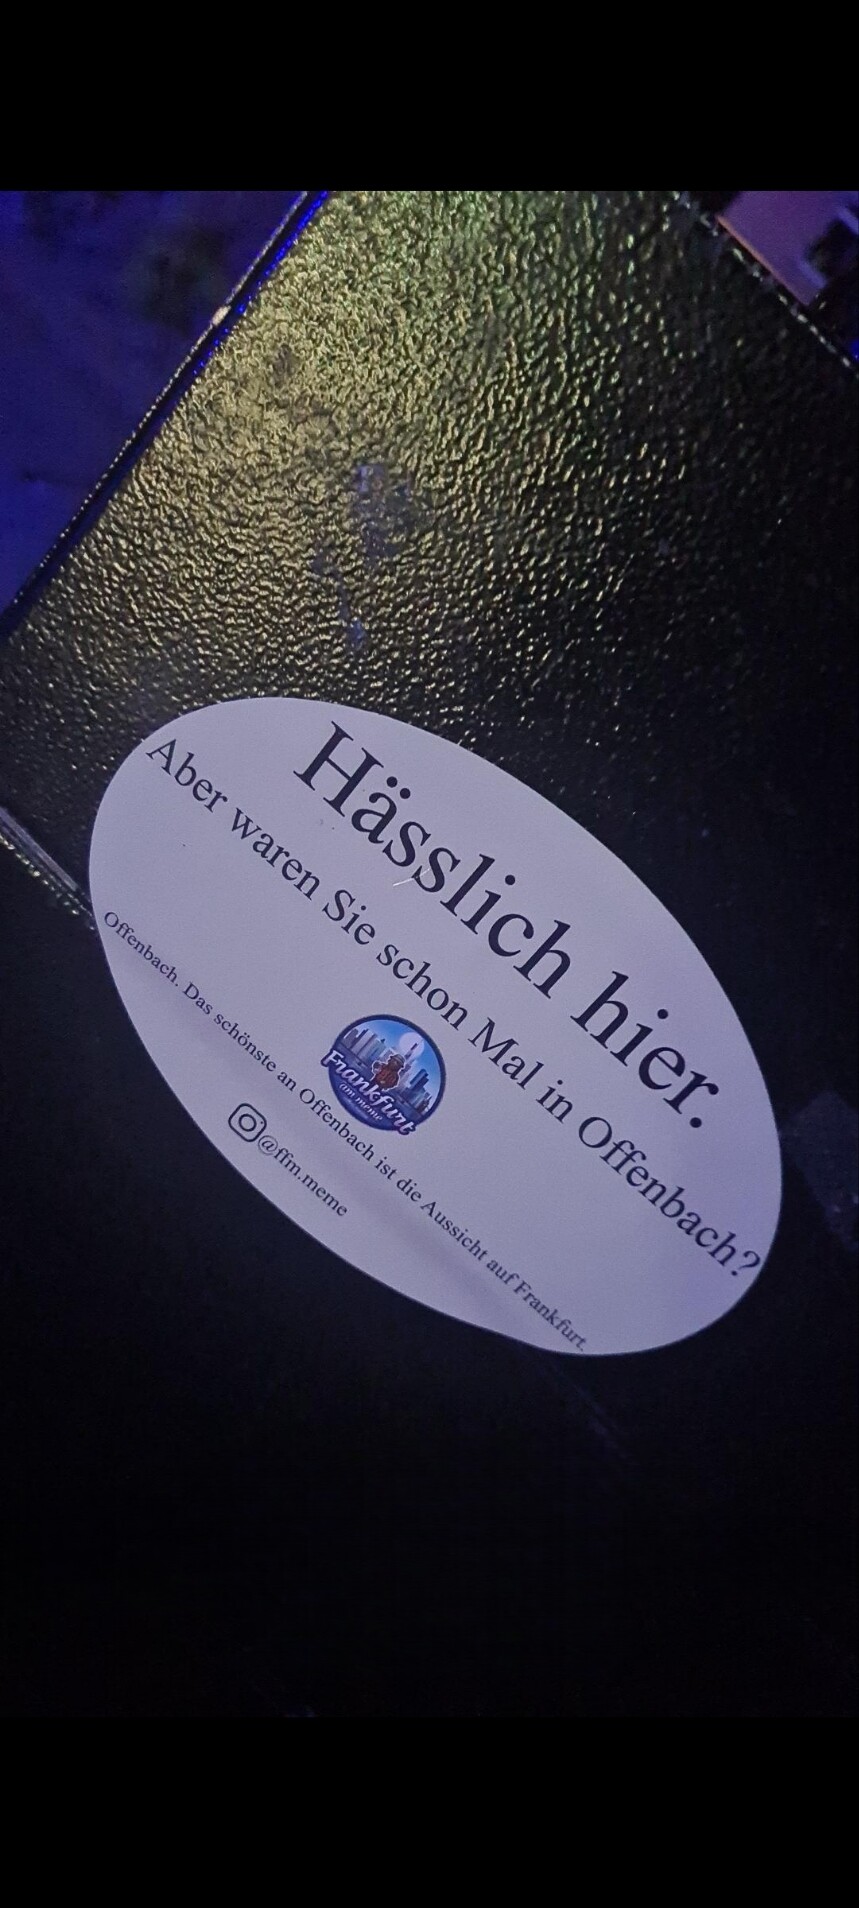 Hässlich hier.
Aber waren Sie schon Mal in Offenbach?
Frankfurt
am meme
Offenbach. Das schönste an Offenbach ist die Aussicht auf Frankfurt.
@ffm.meme